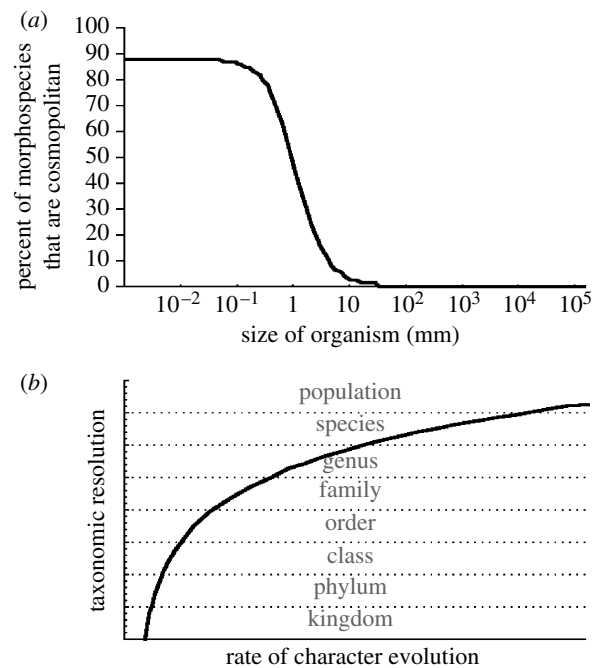 (a)
100
90
80
70
60
50
40
30
20
10
0
percent of morphospecies
that are cosmopolitan
10⁻² 10⁻¹ 1 10 10² 10³ 10⁴ 10⁵
size of organism (mm)
(b)
taxonomic resolution
population
species
genus
family
order
class
phylum
kingdom
rate of character evolution